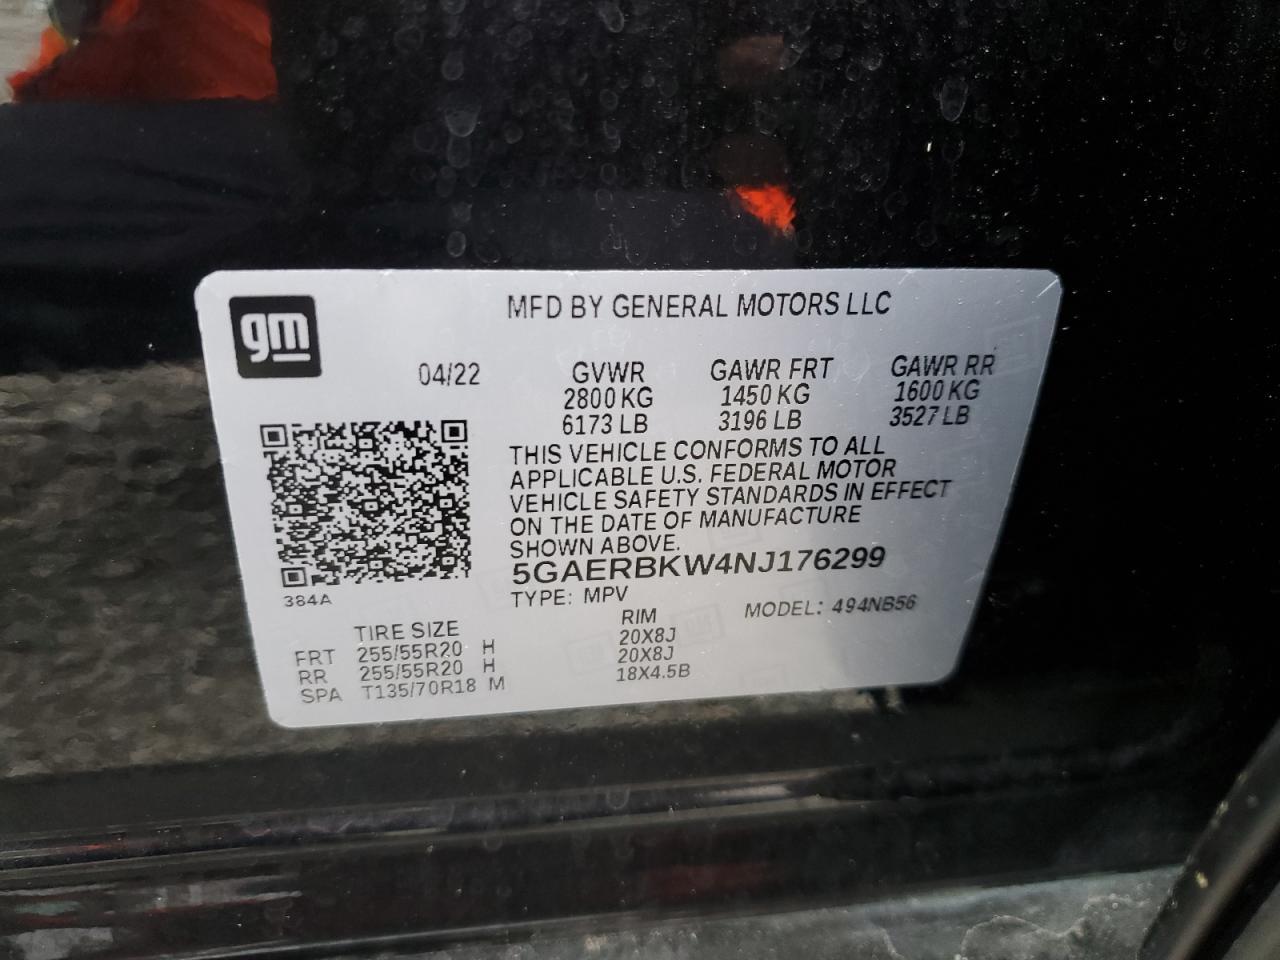 gm
MFD BY GENERAL MOTORS LLC
04/22
GVWR GAWR FRT GAWR RR
2800 KG 1450 KG 1600 KG
6173 LB 3196 LB 3527 LB
THIS VEHICLE CONFORMS TO ALL
APPLICABLE U.S. FEDERAL MOTOR
VEHICLE SAFETY STANDARDS IN EFFECT
ON THE DATE OF MANUFACTURE
SHOWN ABOVE.
5GAERBKW4NJ176299
384A
TYPE: MPV MODEL: 494NB56
TIRE SIZE RIM
FRT 255/55R20 H 20X8J
RR 255/55R20 H 20X8J
SPA T135/70R18 M 18X4.5B